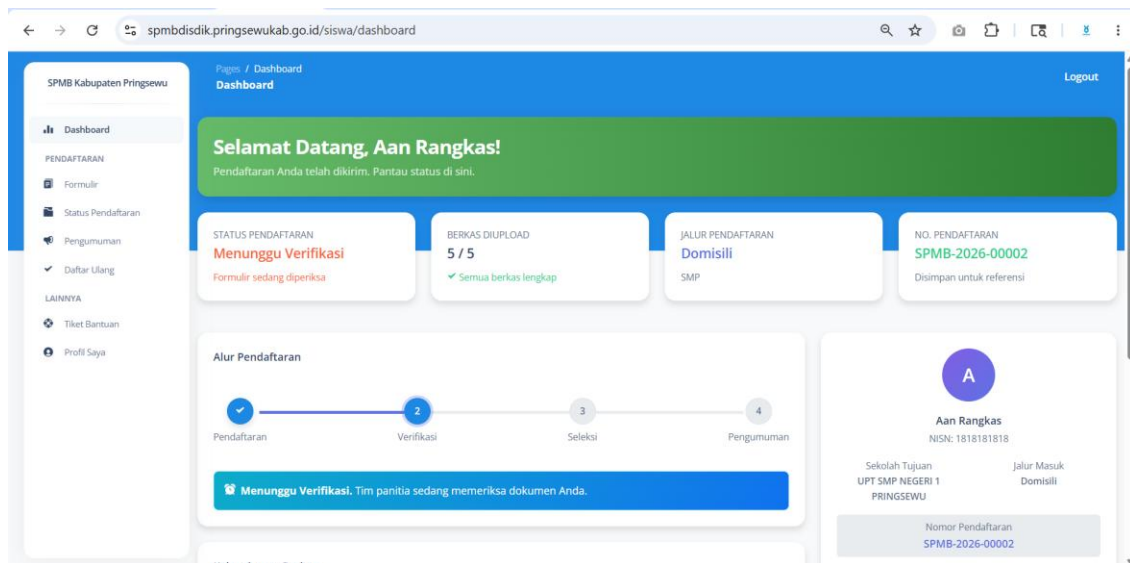 spmbdisdik.pringsewukab.go.id/siswa/dashboard
SPMB Kabupaten Pringsewu
Dashboard
PENDAFTARAN
Formulir
Status Pendaftaran
Pengumuman
Daftar Ulang
LAINNYA
Tiket Bantuan
Profil Saya
Pages / Dashboard
Dashboard
Logout
Selamat Datang, Aan Rangkas!
Pendaftaran Anda telah dikirim. Pantau status di sini.
STATUS PENDAFTARAN
Menunggu Verifikasi
Formulir sedang diperiksa
BERKAS DIUPLOAD
5 / 5
Semua berkas lengkap
JALUR PENDAFTARAN
Domisili
SMP
NO. PENDAFTARAN
SPMB-2026-00002
Disimpan untuk referensi
Alur Pendaftaran
2 3 4
Pendaftaran Verifikasi Seleksi Pengumuman
Menunggu Verifikasi. Tim panitia sedang memeriksa dokumen Anda.
A
Aan Rangkas
NISN: 1818181818
Sekolah Tujuan
UPT SMP NEGERI 1
PRINGSEWU
Jalur Masuk
Domisili
Nomor Pendaftaran
SPMB-2026-00002